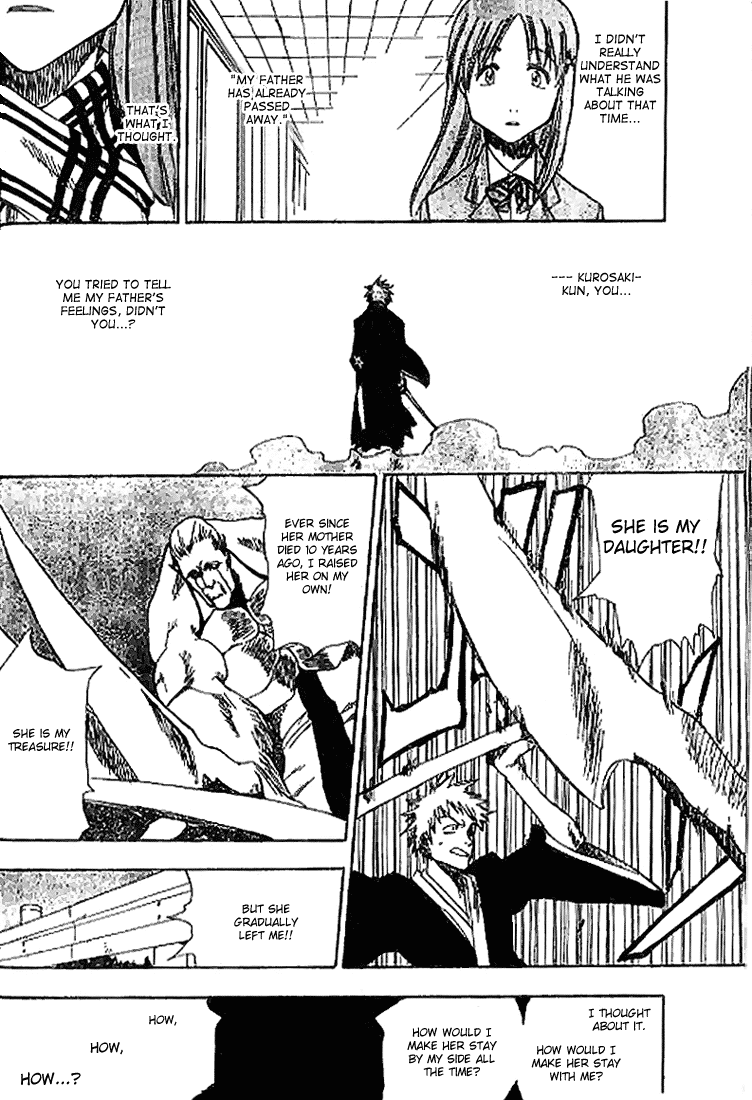 I DIDN'T
REALLY
UNDERSTAND
WHAT HE WAS
TALKING
ABOUT THAT
TIME...
"MY FATHER
HAS ALREADY
PASSED
AWAY."
THAT'S
WHAT I
THOUGHT.
--- KUROSAKI-
KUN, YOU...
YOU TRIED TO TELL
ME MY FATHER'S
FEELINGS, DIDN'T
YOU...?
SHE IS MY
DAUGHTER!!
EVER SINCE
HER MOTHER
DIED 10 YEARS
AGO, I RAISED
HER ON MY
OWN!
SHE IS MY
TREASURE!!
BUT SHE
GRADUALLY
LEFT ME!!
I THOUGHT
ABOUT IT.
HOW WOULD I
MAKE HER STAY
WITH ME?
HOW WOULD I
MAKE HER STAY
BY MY SIDE ALL
THE TIME?
HOW,
HOW,
HOW...?